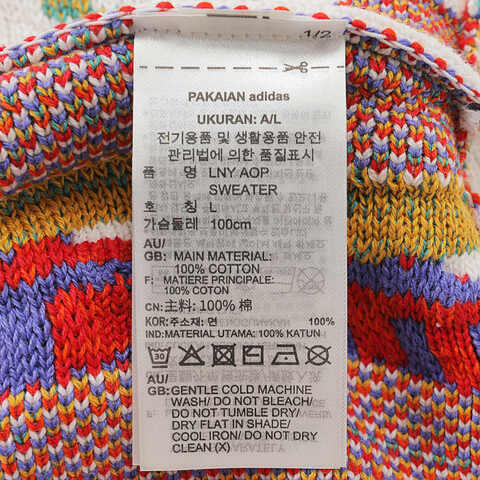 1/2
PAKAIAN adidas
UKURAN: A/L
전기용품 및 생활용품 안전
관리법에 의한 품질표시
품 명 LNY AOP
SWEATER
호 칭 L
가슴둘레 100cm
AU/
GB: MAIN MATERIAL:
100% COTTON
F: MATIERE PRINCIPALE:
100% COTON
CN: 主料: 100% 棉
KOR: 주소재: 면 100%
IND: MATERIAL UTAMA: 100% KATUN
30
AU/
GB: GENTLE COLD MACHINE
WASH/ DO NOT BLEACH/
DO NOT TUMBLE DRY/
DRY FLAT IN SHADE/
COOL IRON/ DO NOT DRY
CLEAN (X)